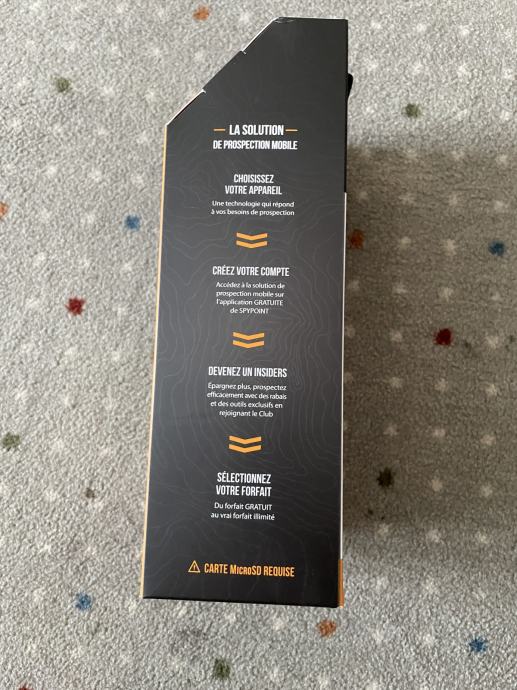 LA SOLUTION
DE PROSPECTION MOBILE
CHOISISSEZ
VOTRE APPAREIL
Une technologie qui répond
à vos besoins de prospection
CRÉEZ VOTRE COMPTE
Accédez à la solution de
prospection mobile sur
l'application GRATUITE
de SPYPOINT
DEVENEZ UN INSIDERS
Épargnez plus, prospectez
efficacement avec des rabais
et des outils exclusifs en
rejoignant le Club
SÉLECTIONNEZ
VOTRE FORFAIT
Du forfait GRATUIT
au vrai forfait illimité
CARTE MICROSD REQUISE